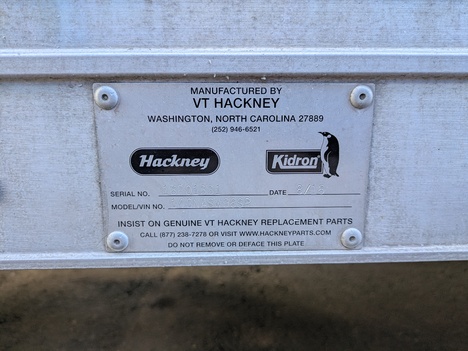 MANUFACTURED BY
VT HACKNEY
WASHINGTON, NORTH CAROLINA 27889
(252) 946-6521
Hackney Kidron
SERIAL NO. DATE
MODEL/VIN NO.
INSIST ON GENUINE VT HACKNEY REPLACEMENT PARTS
CALL (877) 238-7278 OR VISIT WWW.HACKNEYPARTS.COM
DO NOT REMOVE OR DEFACE THIS PLATE